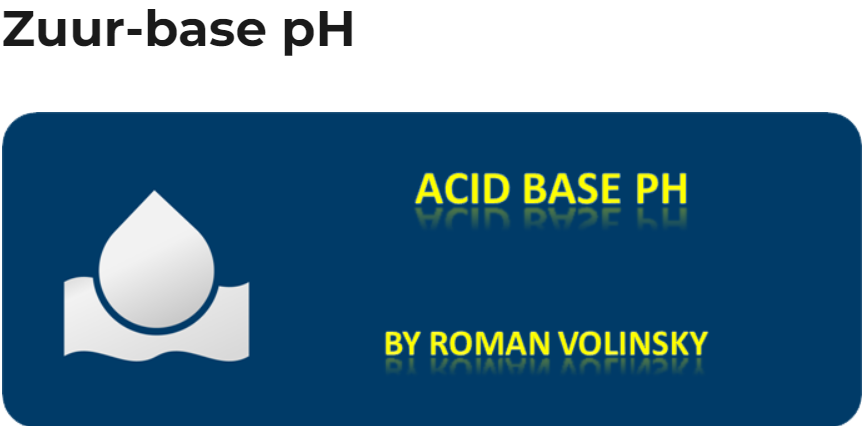 Zuur-base pH
ACID BASE PH
BY ROMAN VOLINSKY